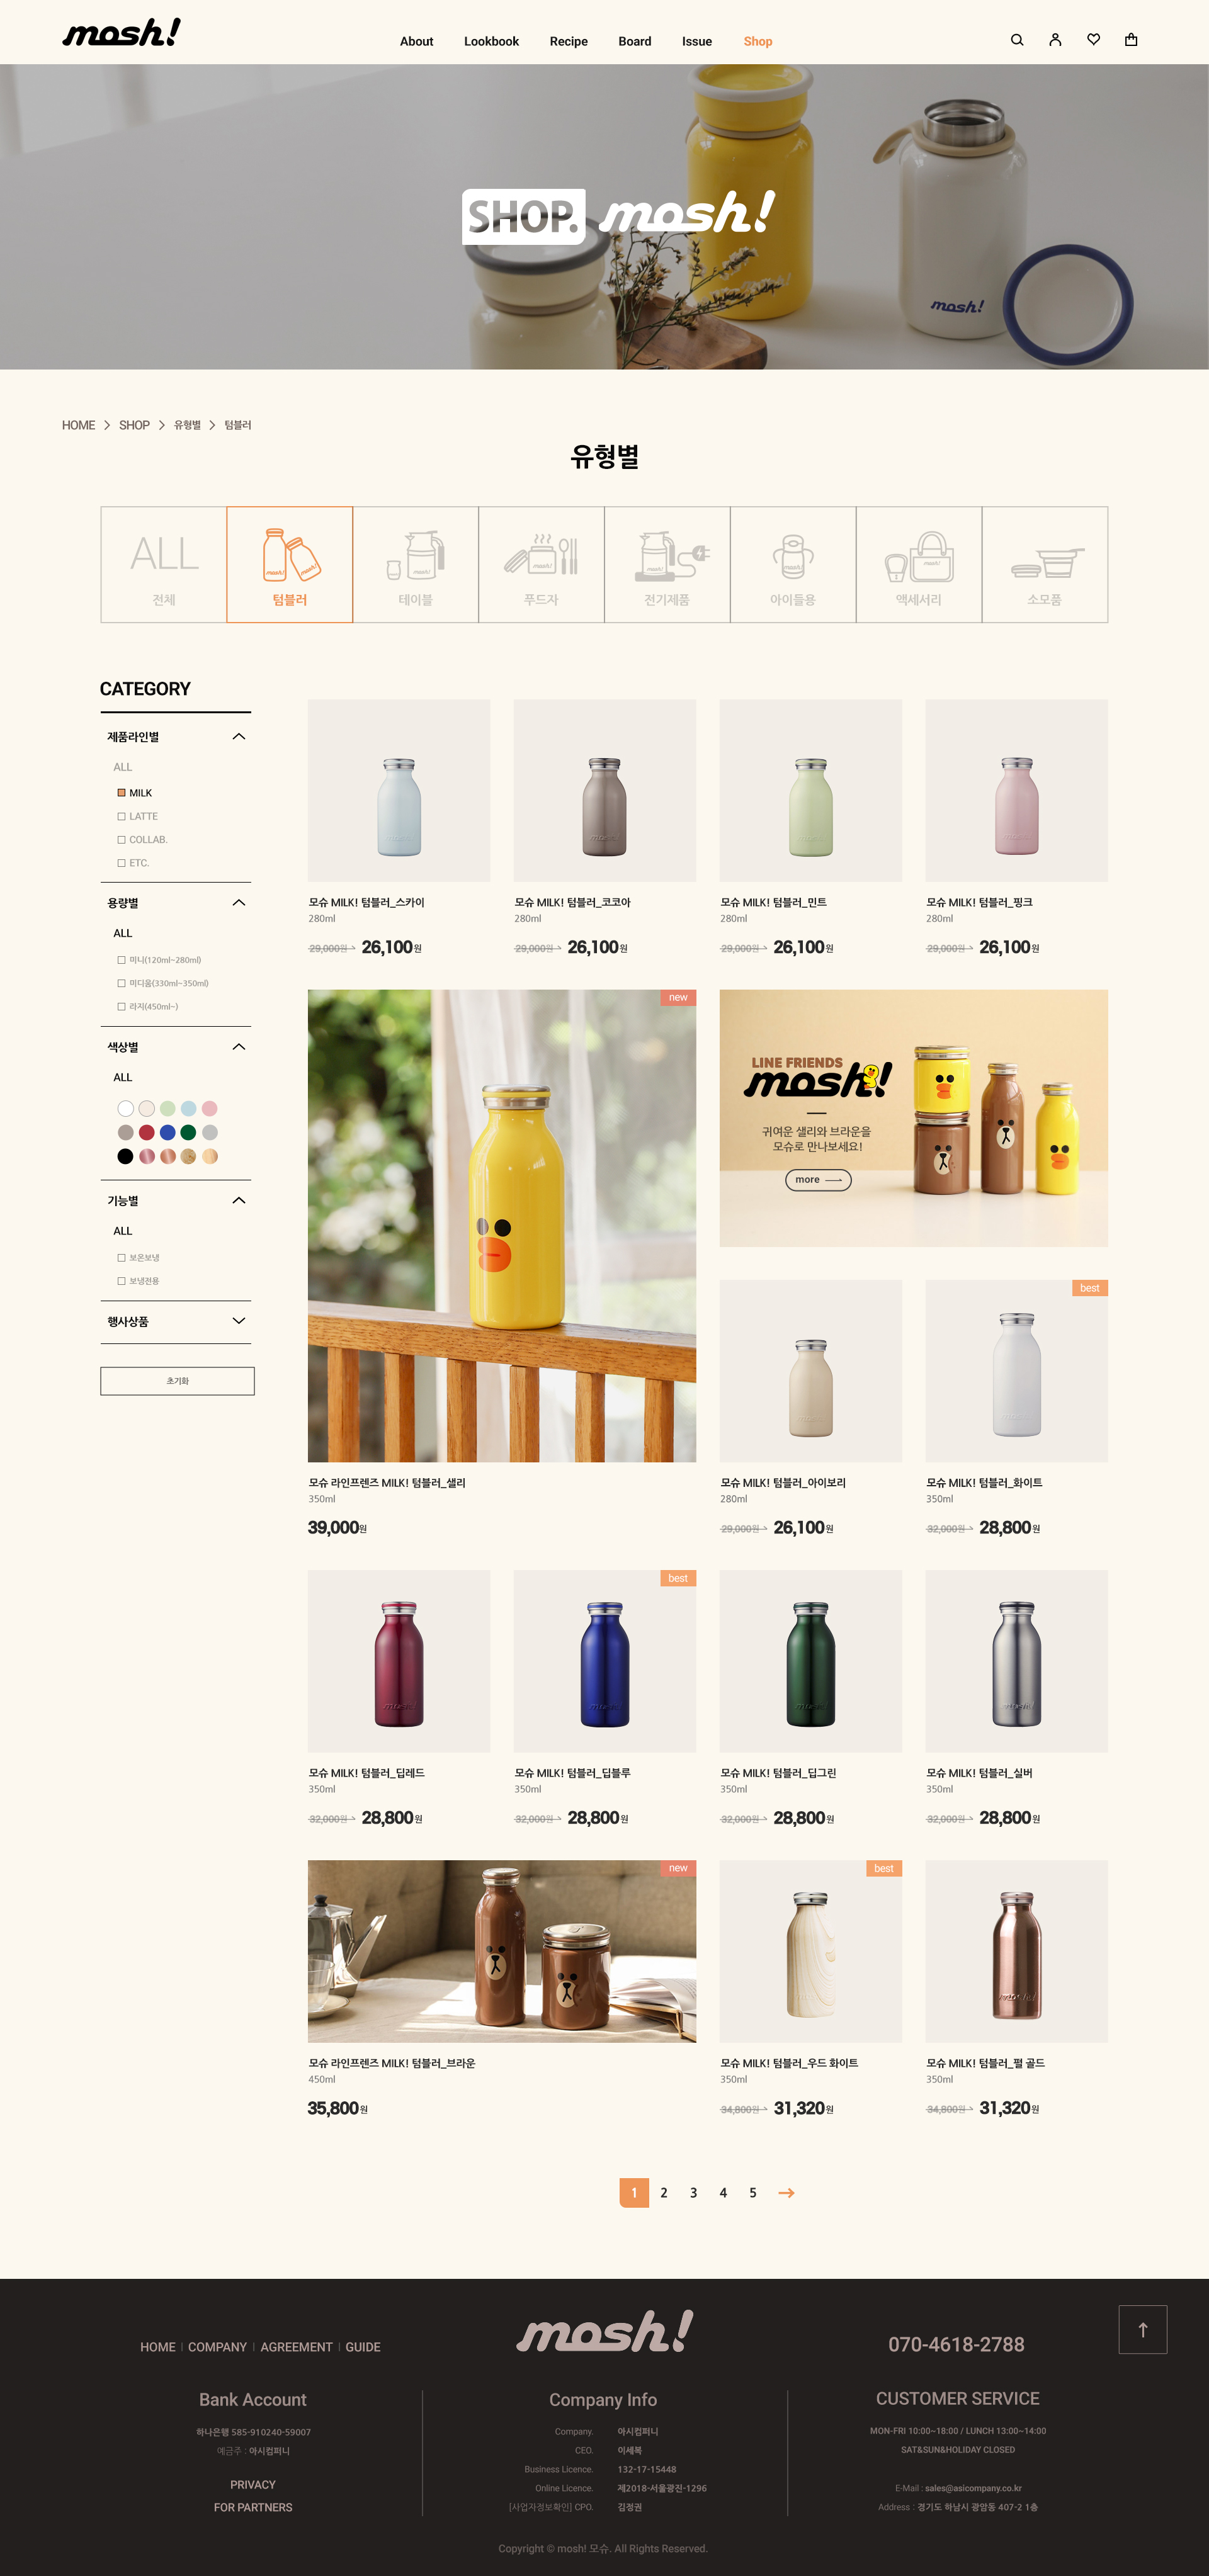 mosh!
About Lookbook Recipe Board Issue Shop
SHOP. mosh!
mosh!
HOME > SHOP > 유형별 > 텀블러
유형별
ALL
전체 텀블러 테이블 푸드자 전기제품 아이들용 액세서리 소모품
CATEGORY
제품라인별
ALL
MILK
LATTE
COLLAB.
ETC.
용량별
ALL
미니(120ml~280ml)
미디움(330ml~350ml)
라지(450ml~)
색상별
ALL
기능별
ALL
보온보냉
보냉전용
행사상품
초기화
모슈 MILK! 텀블러_스카이
280ml
29,000원 26,100원
모슈 MILK! 텀블러_코코아
280ml
29,000원 26,100원
모슈 MILK! 텀블러_민트
280ml
29,000원 26,100원
모슈 MILK! 텀블러_핑크
280ml
29,000원 26,100원
new
모슈 라인프렌즈 MILK! 텀블러_샐리
350ml
39,000원
LINE FRIENDS
mosh!
귀여운 샐리와 브라운을
모슈로 만나보세요!
more
모슈 MILK! 텀블러_아이보리
280ml
29,000원 26,100원
best
모슈 MILK! 텀블러_화이트
350ml
32,000원 28,800원
모슈 MILK! 텀블러_딥레드
350ml
32,000원 28,800원
best
모슈 MILK! 텀블러_딥블루
350ml
32,000원 28,800원
모슈 MILK! 텀블러_딥그린
350ml
32,000원 28,800원
모슈 MILK! 텀블러_실버
350ml
32,000원 28,800원
new
모슈 라인프렌즈 MILK! 텀블러_브라운
450ml
35,800원
best
모슈 MILK! 텀블러_우드 화이트
350ml
34,800원 31,320원
모슈 MILK! 텀블러_펄 골드
350ml
34,800원 31,320원
1 2 3 4 5
HOME | COMPANY | AGREEMENT | GUIDE
mosh!
070-4618-2788
Bank Account
하나은행 585-910240-59007
예금주 : 아시컴퍼니
PRIVACY
FOR PARTNERS
Company Info
Company. 아시컴퍼니
CEO. 이세복
Business Licence. 132-17-15448
Online Licence. 제2018-서울광진-1296
[사업자정보확인] CPO. 김정권
CUSTOMER SERVICE
MON-FRI 10:00~18:00 / LUNCH 13:00~14:00
SAT&SUN&HOLIDAY CLOSED
E-Mail : sales@asicompany.co.kr
Address : 경기도 하남시 광암동 407-2 1층
Copyright © mosh! 모슈. All Rights Reserved.